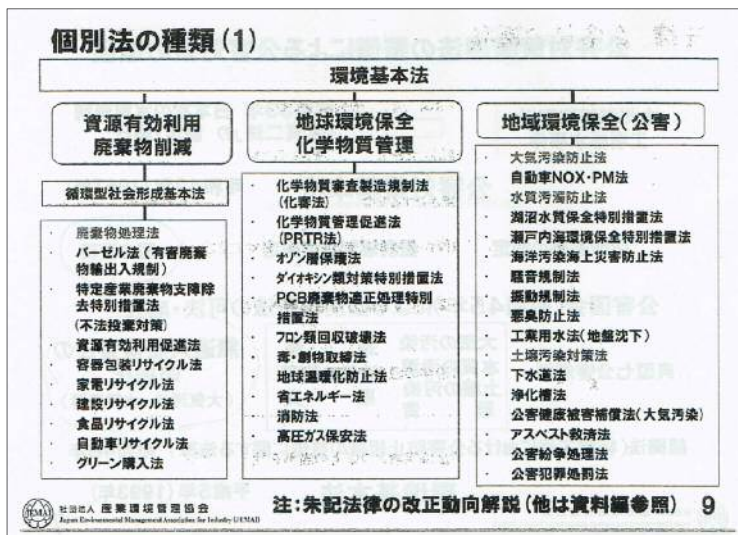 個別法の種類(1)
環境基本法
資源有効利用
廃棄物削減
循環型社会形成基本法
・ 廃棄物処理法
・ バーゼル法(有害廃棄
物輸出入規制)
・ 特定産業廃棄物支障除
去特別措置法
(不法投棄対策)
・ 資源有効利用促進法
・ 容器包装リサイクル法
・ 家電リサイクル法
・ 建設リサイクル法
・ 食品リサイクル法
・ 自動車リサイクル法
・ グリーン購入法
地球環境保全
化学物質管理
・ 化学物質審査製造規制法
(化審法)
・ 化学物質管理促進法
(PRTR法)
・ オゾン層保護法
・ ダイオキシン類対策特別措置法
・ PCB廃棄物適正処理特別
措置法
・ フロン類回収破壊法
・ 毒・劇物取締法
・ 地球温暖化防止法
・ 省エネルギー法
・ 消防法
・ 高圧ガス保安法
地域環境保全(公害)
・ 大気汚染防止法
・ 自動車NOX・PM法
・ 水質汚濁防止法
・ 湖沼水質保全特別措置法
・ 瀬戸内海環境保全特別措置法
・ 海洋汚染海上災害防止法
・ 騒音規制法
・ 振動規制法
・ 悪臭防止法
・ 工業用水法(地盤沈下)
・ 土壌汚染対策法
・ 下水道法
・ 浄化槽法
・ 公害健康被害補償法(大気汚染)
・ アスベスト救済法
・ 公害紛争処理法
・ 公害犯罪処罰法
JEMAI
社団法人 産業環境管理協会
Japan Environmental Management Association for Industry (JEMAI)
注:朱記法律の改正動向解説(他は資料編参照)
9